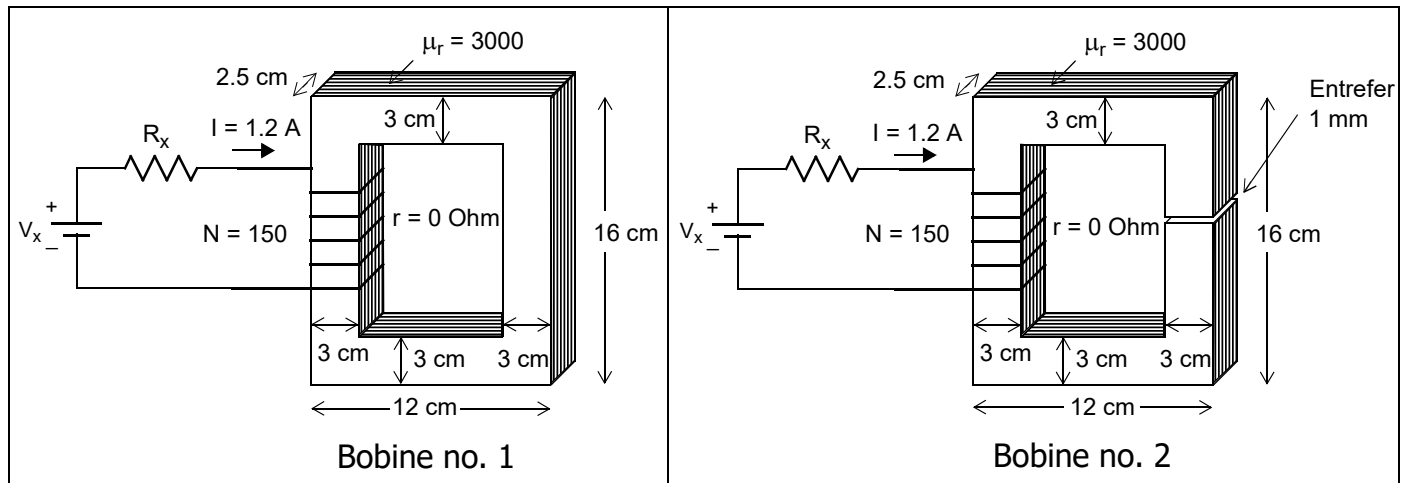 μr = 3000
2.5 cm
3 cm
Rx
I = 1.2 A
+
Vx
_
N = 150
r = 0 Ohm
16 cm
3 cm
3 cm
3 cm
12 cm
Bobine no. 1
μr = 3000
2.5 cm
Entrefer
1 mm
3 cm
Rx
I = 1.2 A
+
Vx
_
N = 150
r = 0 Ohm
16 cm
3 cm
3 cm
3 cm
12 cm
Bobine no. 2